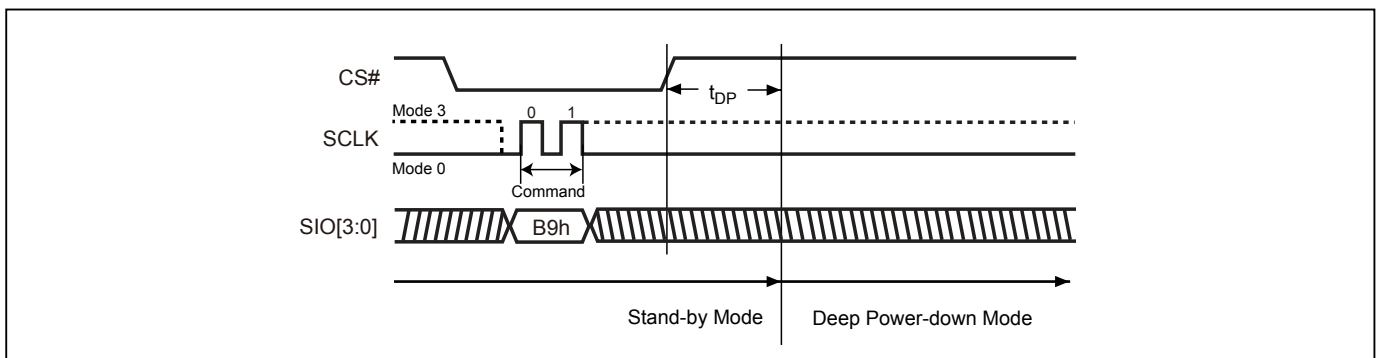 CS#
tDP
Mode 3
0 1
SCLK
Mode 0
Command
SIO[3:0]
B9h
Stand-by Mode
Deep Power-down Mode